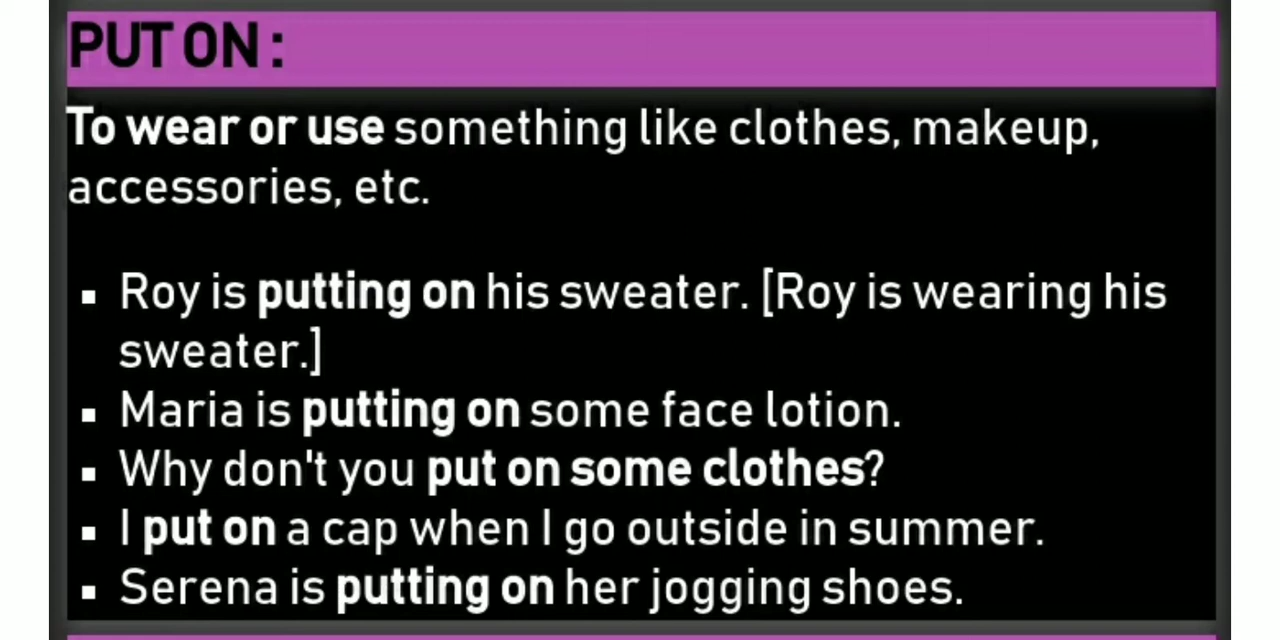 PUT ON :
To wear or use something like clothes, makeup,
accessories, etc.
▪ Roy is putting on his sweater. [Roy is wearing his
sweater.]
▪ Maria is putting on some face lotion.
▪ Why don't you put on some clothes?
▪ I put on a cap when I go outside in summer.
▪ Serena is putting on her jogging shoes.